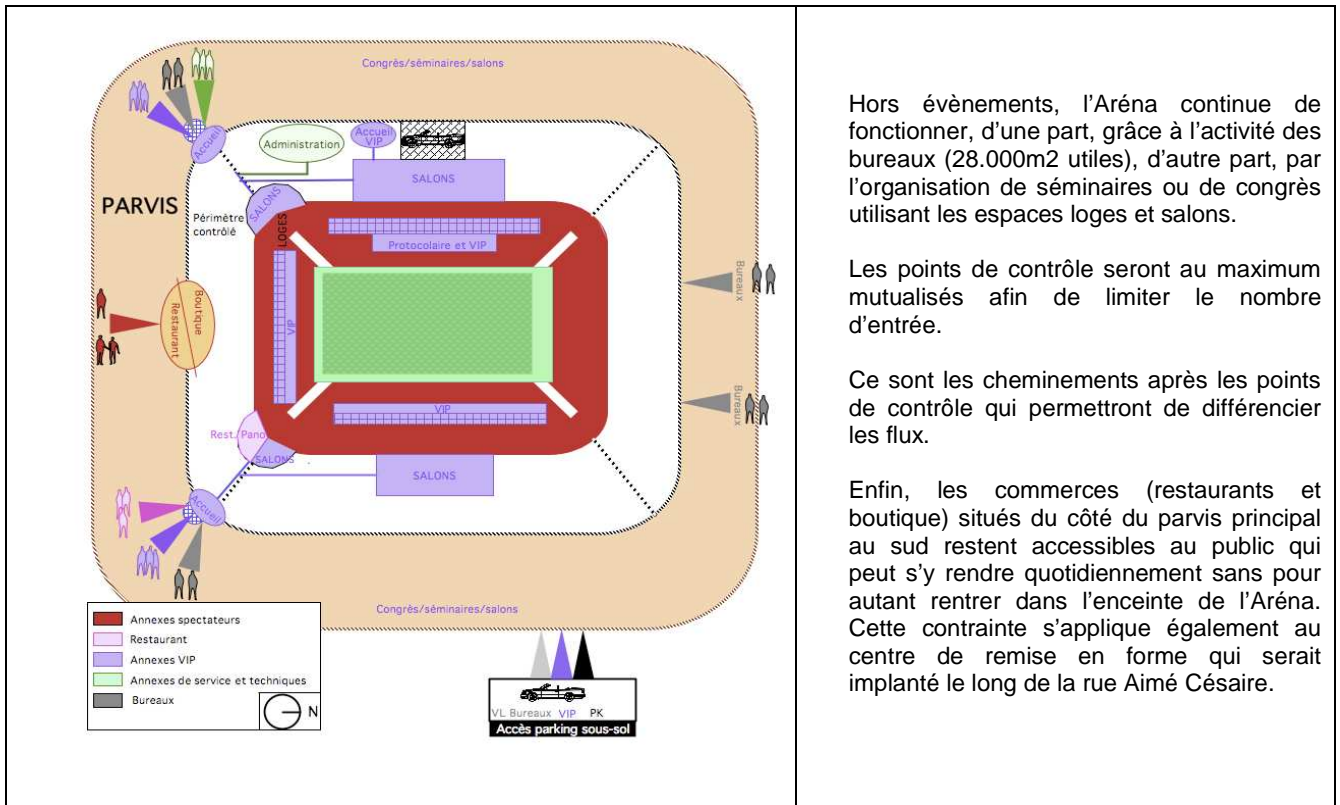 Congrès/séminaires/salons
Accueil
Administration
Accueil
VIP
SALONS
PARVIS
Périmètre
contrôlé
SALONS
LOGES
Protocolaire et VIP
VIP
Boutique
Restaurant
Bureaux
Bureaux
VIP
Rest. Pano
SALONS
SALONS
Accueil
Congrès/séminaires/salons
Annexes spectateurs
Restaurant
Annexes VIP
Annexes de service et techniques
Bureaux
N
VL Bureaux VIP PK
Accès parking sous-sol
Hors évènements, l’Aréna continue de
fonctionner, d’une part, grâce à l’activité des
bureaux (28.000m2 utiles), d’autre part, par
l’organisation de séminaires ou de congrès
utilisant les espaces loges et salons.
Les points de contrôle seront au maximum
mutualisés afin de limiter le nombre
d’entrée.
Ce sont les cheminements après les points
de contrôle qui permettront de différencier
les flux.
Enfin, les commerces (restaurants et
boutique) situés du côté du parvis principal
au sud restent accessibles au public qui
peut s’y rendre quotidiennement sans pour
autant rentrer dans l’enceinte de l’Aréna.
Cette contrainte s’applique également au
centre de remise en forme qui serait
implanté le long de la rue Aimé Césaire.